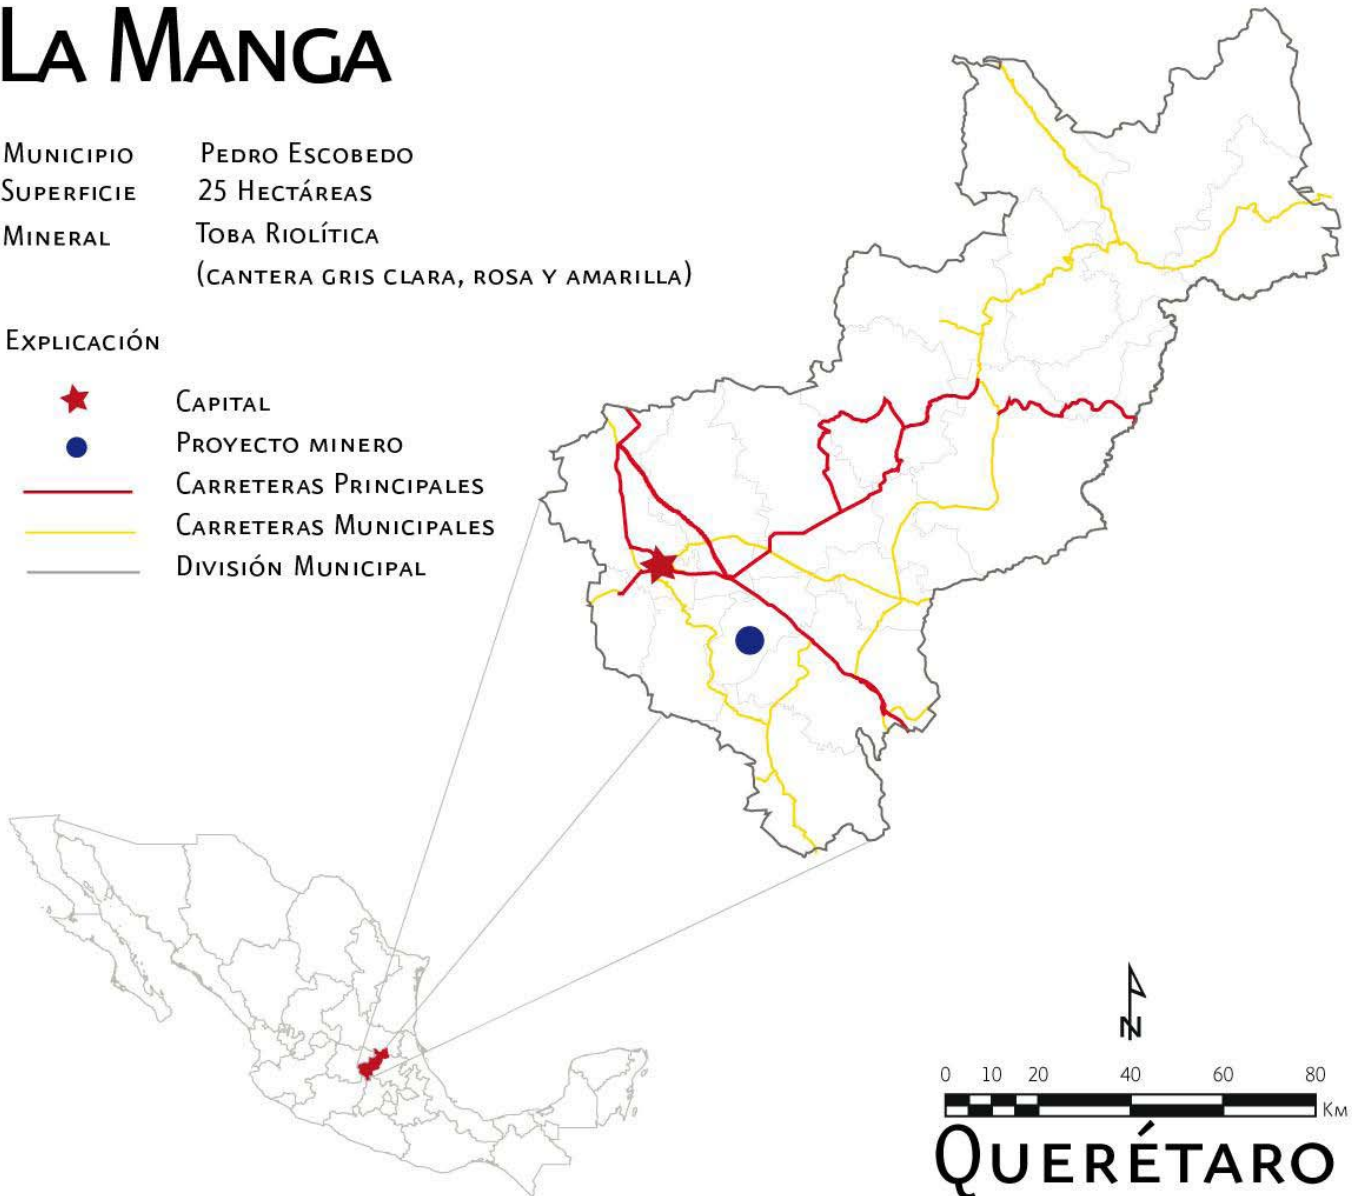 La Manga
Municipio Pedro Escobedo
Superficie 25 Hectáreas
Mineral Toba Riolítica
(cantera gris clara, rosa y amarilla)
Explicación
Capital
Proyecto minero
Carreteras Principales
Carreteras Municipales
División Municipal
N
0 10 20 40 60 80
Km
Querétaro